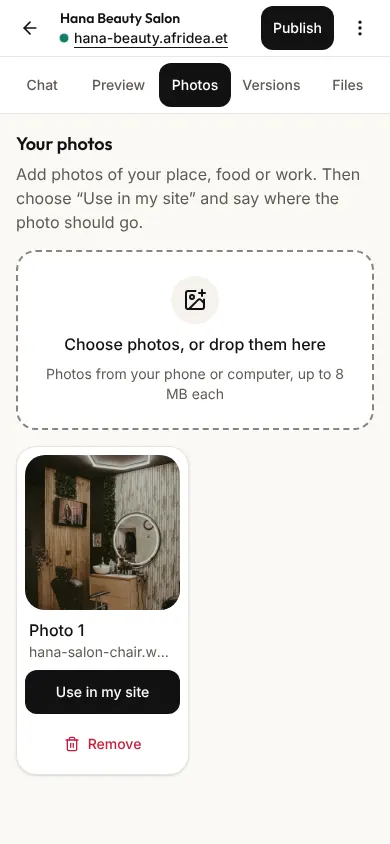 Hana Beauty Salon
hana-beauty.afridea.et
Publish
Chat
Preview
Photos
Versions
Files
Your photos
Add photos of your place, food or work. Then
choose “Use in my site” and say where the
photo should go.
Choose photos, or drop them here
Photos from your phone or computer, up to 8
MB each
Photo 1
hana-salon-chair.w...
Use in my site
Remove